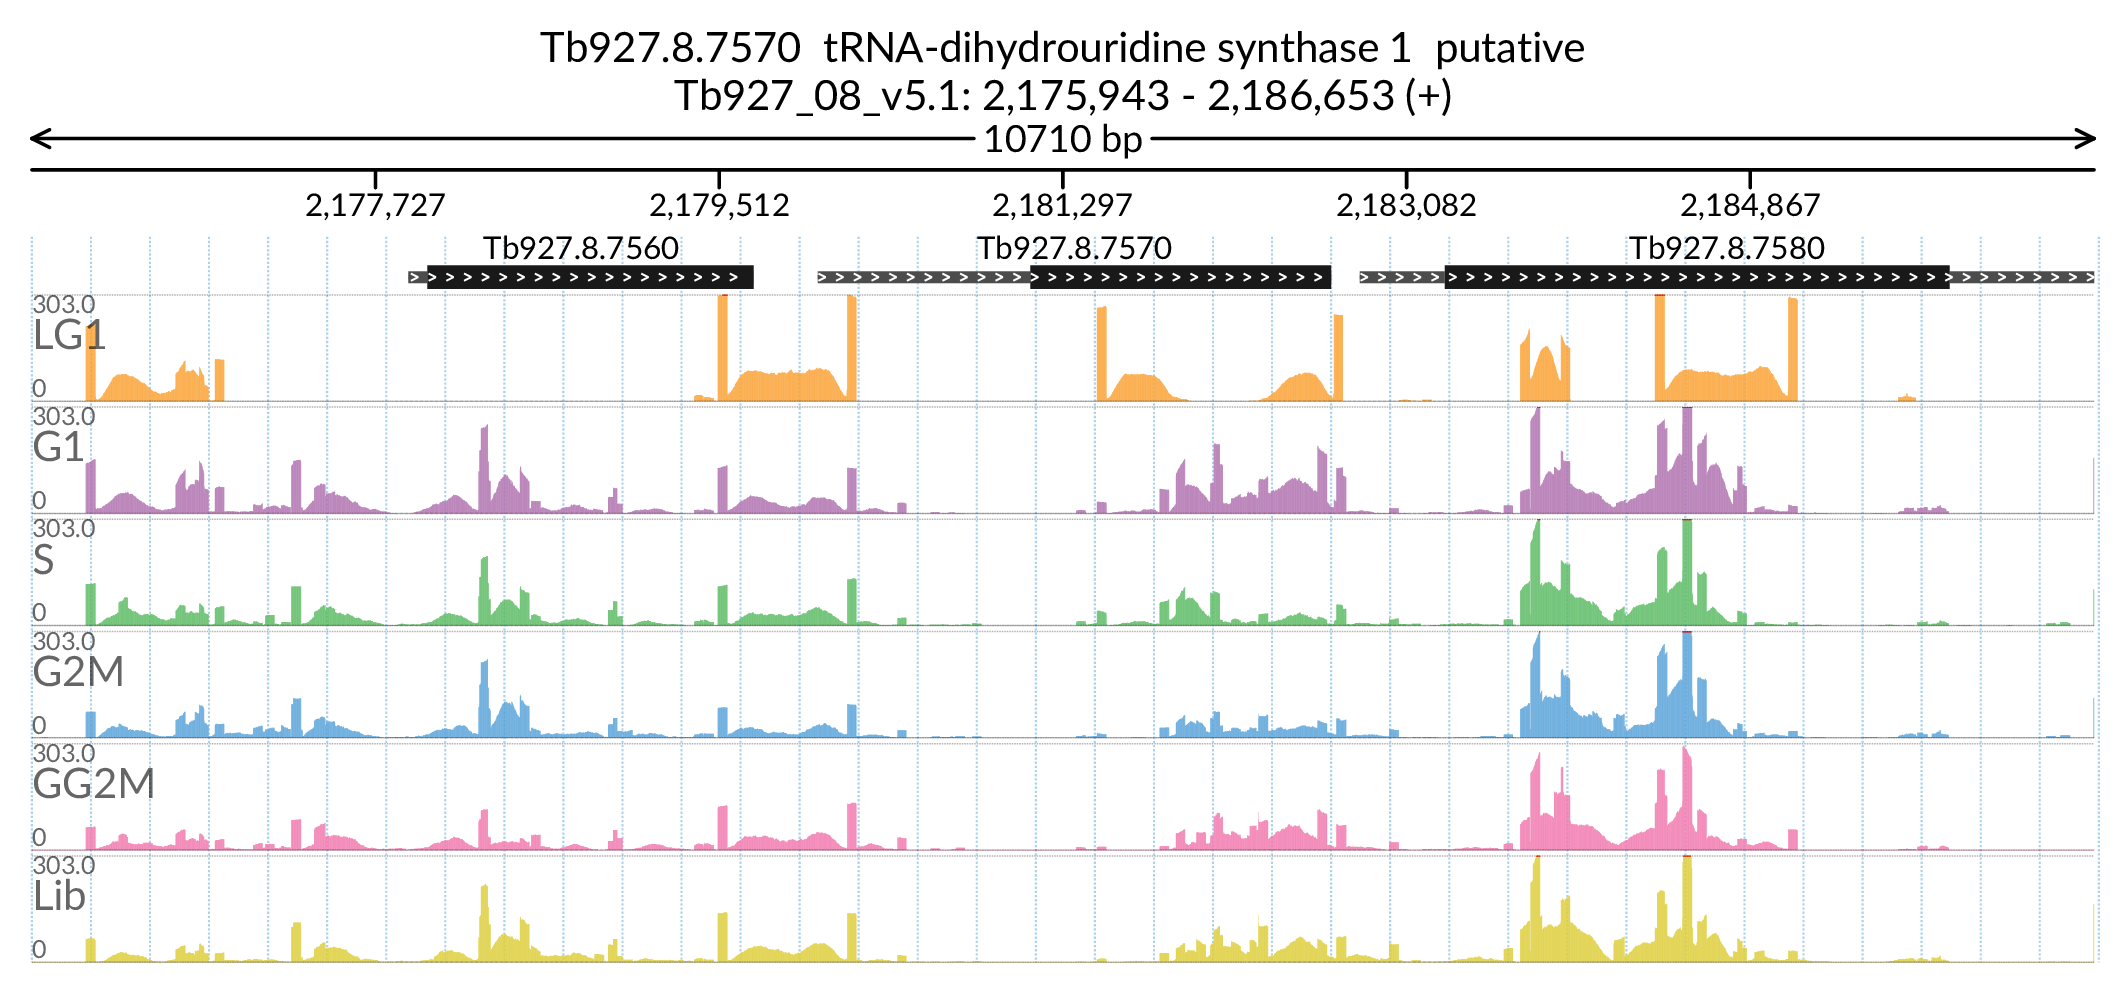 Tb927.8.7570 tRNA-dihydrouridine synthase 1 putative
Tb927_08_v5.1: 2,175,943 - 2,186,653 (+)
10710 bp
2,177,727 2,179,512 2,181,297 2,183,082 2,184,867
Tb927.8.7560 Tb927.8.7570 Tb927.8.7580
303.0
LG1
0
303.0
G1
0
303.0
S
0
303.0
G2M
0
303.0
GG2M
0
303.0
Lib
0